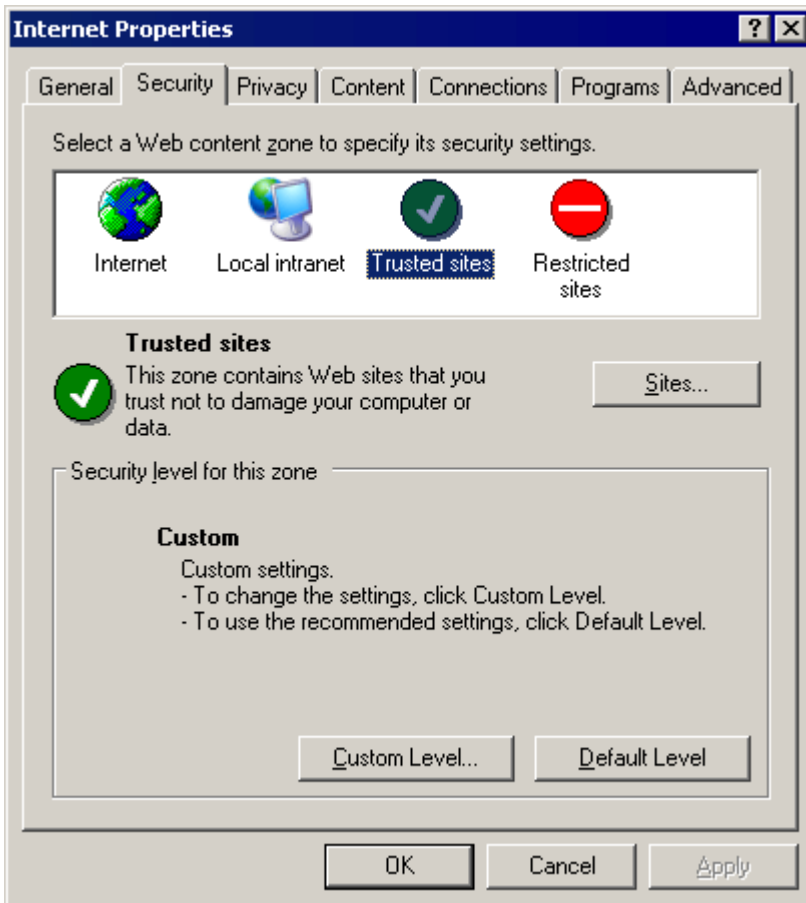 Internet Properties
General Security Privacy Content Connections Programs Advanced
Select a Web content zone to specify its security settings.
Internet Local intranet Trusted sites Restricted
sites
Trusted sites
This zone contains Web sites that you
trust not to damage your computer or
data.
Sites...
Security level for this zone
Custom
Custom settings.
- To change the settings, click Custom Level.
- To use the recommended settings, click Default Level.
Custom Level... Default Level
OK Cancel Apply